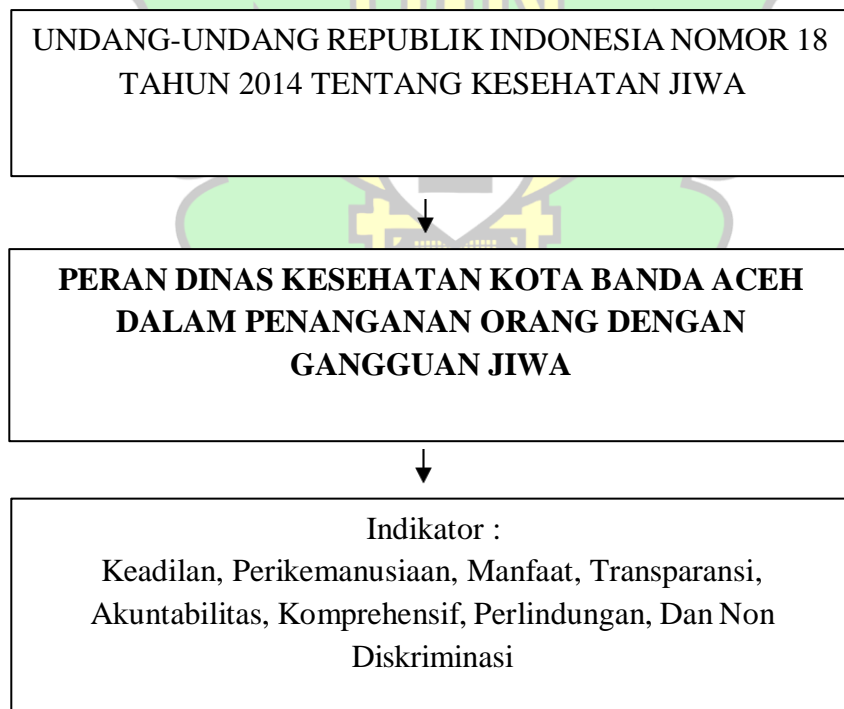 UNDANG-UNDANG REPUBLIK INDONESIA NOMOR 18
TAHUN 2014 TENTANG KESEHATAN JIWA
PERAN DINAS KESEHATAN KOTA BANDA ACEH
DALAM PENANGANAN ORANG DENGAN
GANGGUAN JIWA
Indikator :
Keadilan, Perikemanusiaan, Manfaat, Transparansi,
Akuntabilitas, Komprehensif, Perlindungan, Dan Non
Diskriminasi